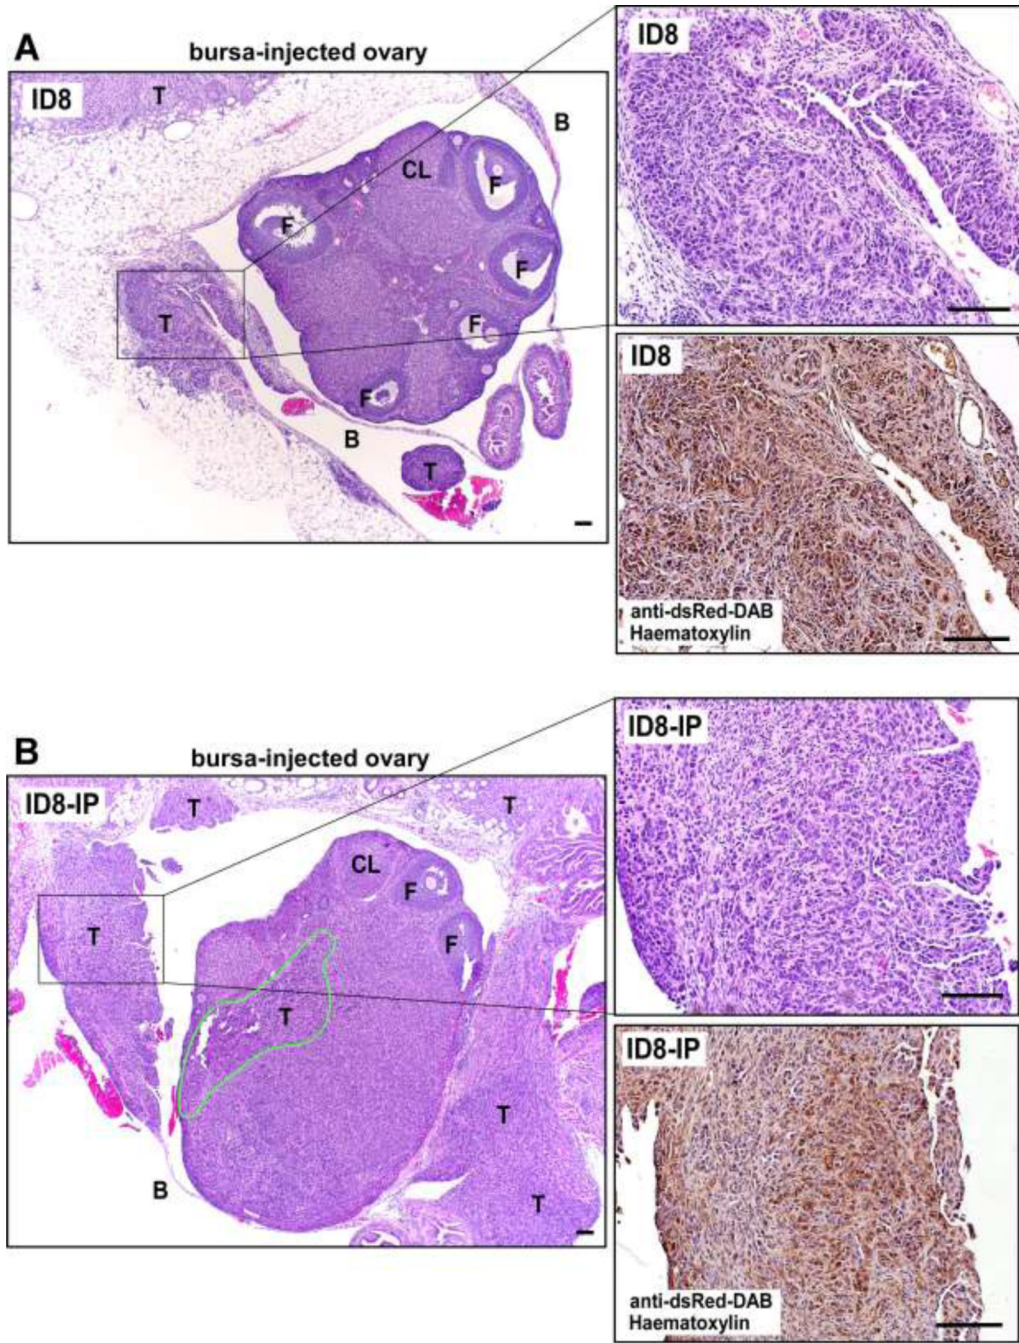 A
bursa-injected ovary
ID8
T
B
CL
F
F
F
T
F
F
B
T
ID8
ID8
anti-dsRed-DAB
Haematoxylin
B
bursa-injected ovary
ID8-IP
T
T
CL
F
T
F
T
T
B
T
ID8-IP
ID8-IP
anti-dsRed-DAB
Haematoxylin